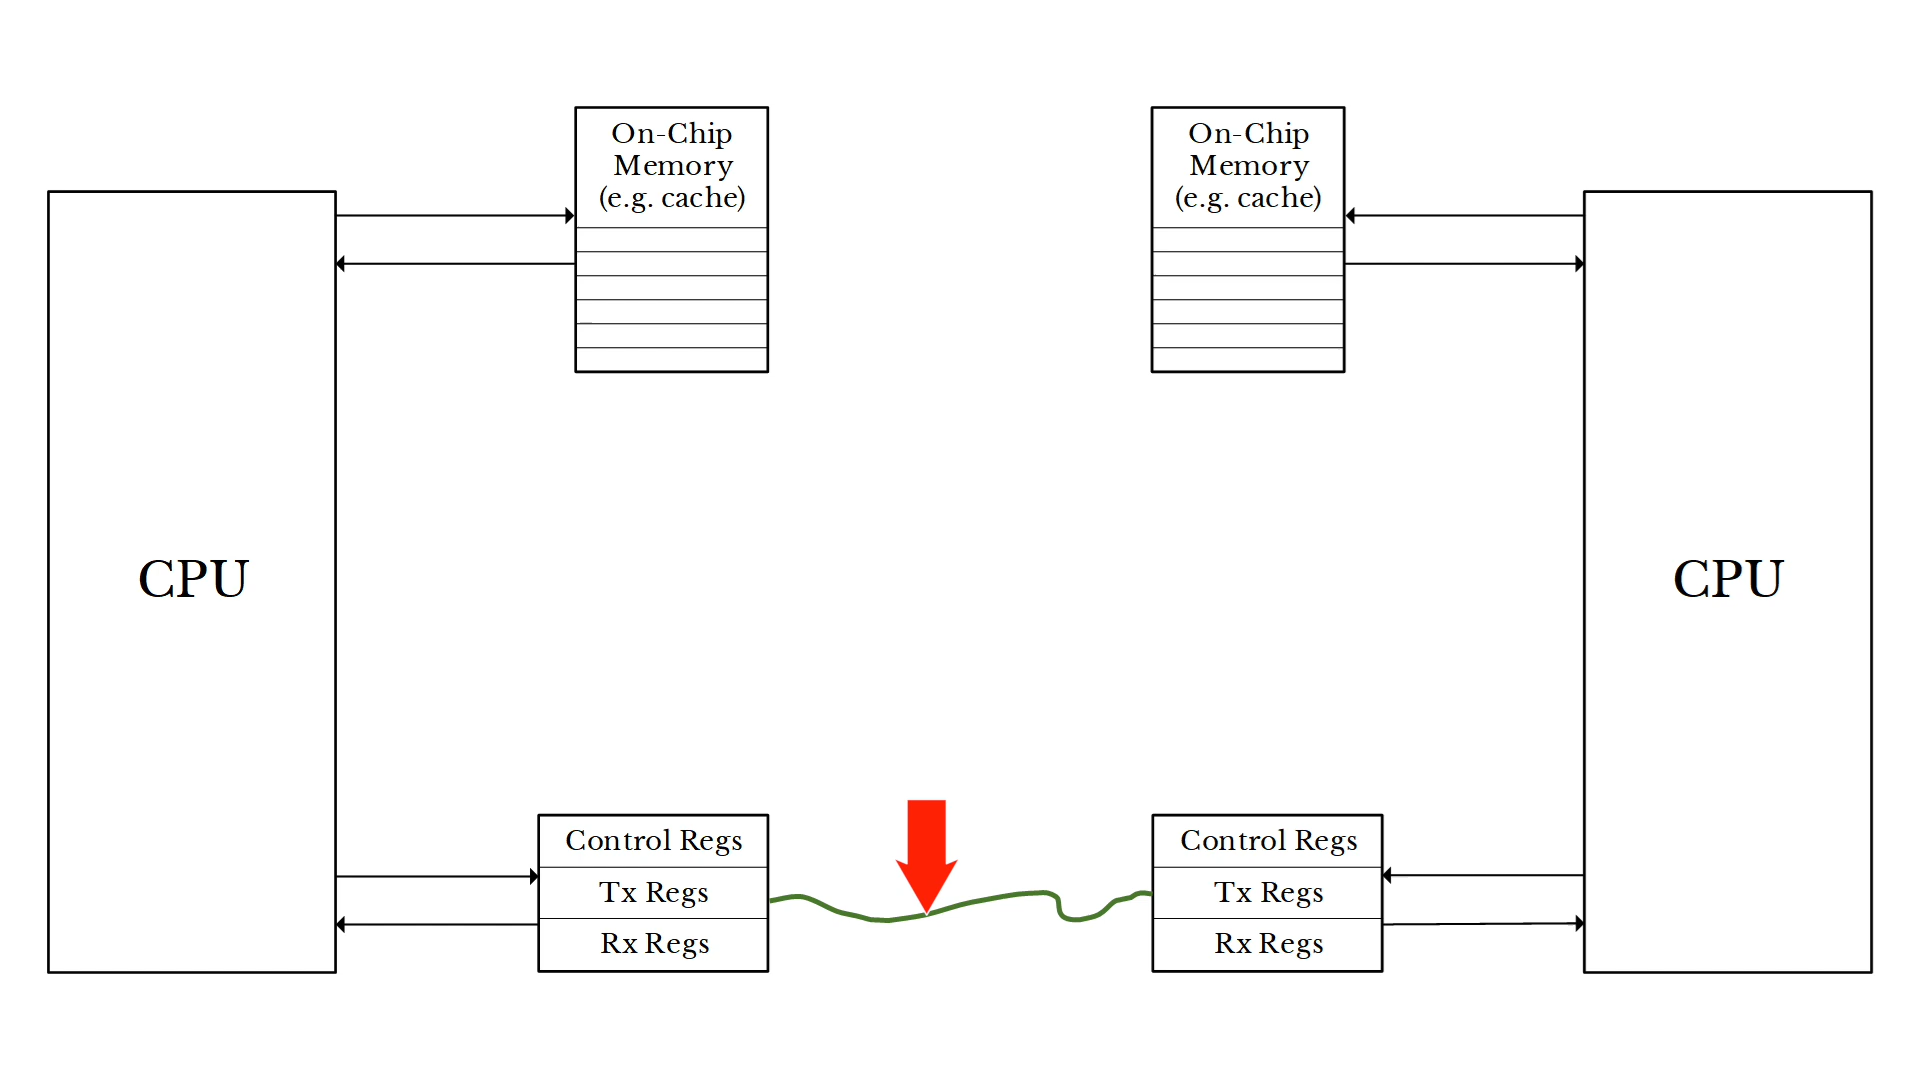 On-Chip
Memory
(e.g. cache)
On-Chip
Memory
(e.g. cache)
CPU
CPU
Control Regs
Tx Regs
Rx Regs
Control Regs
Tx Regs
Rx Regs